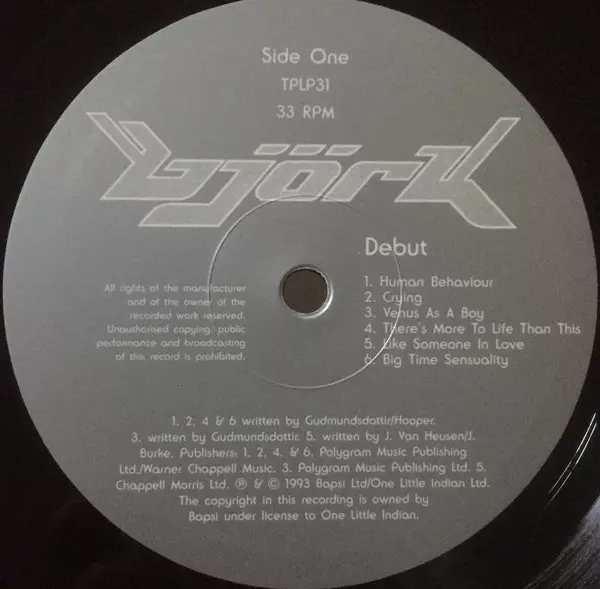 Side One
TPLP31
33 RPM
björk
Debut
1. Human Behaviour
2. Crying
3. Venus As A Boy
4. There's More To Life Than This
5. Like Someone In Love
6. Big Time Sensuality
All rights of the manufacturer
and of the owner of the
recorded work reserved.
Unauthorised copying, public
performance and broadcasting
of this record is prohibited.
1, 2, 4 & 6 written by Gudmundsdottir/Hooper.
3. written by Gudmundsdottir. 5. written by J. Van Heusen/J.
Burke. Publishers: 1, 2, 4, & 6. Polygram Music Publishing
Ltd./Warner Chappell Music. 3. Polygram Music Publishing Ltd. 5.
Chappell Morris Ltd. ℗ & © 1993 Bapsi Ltd/One Little Indian Ltd.
The copyright in this recording is owned by
Bapsi under license to One Little Indian.